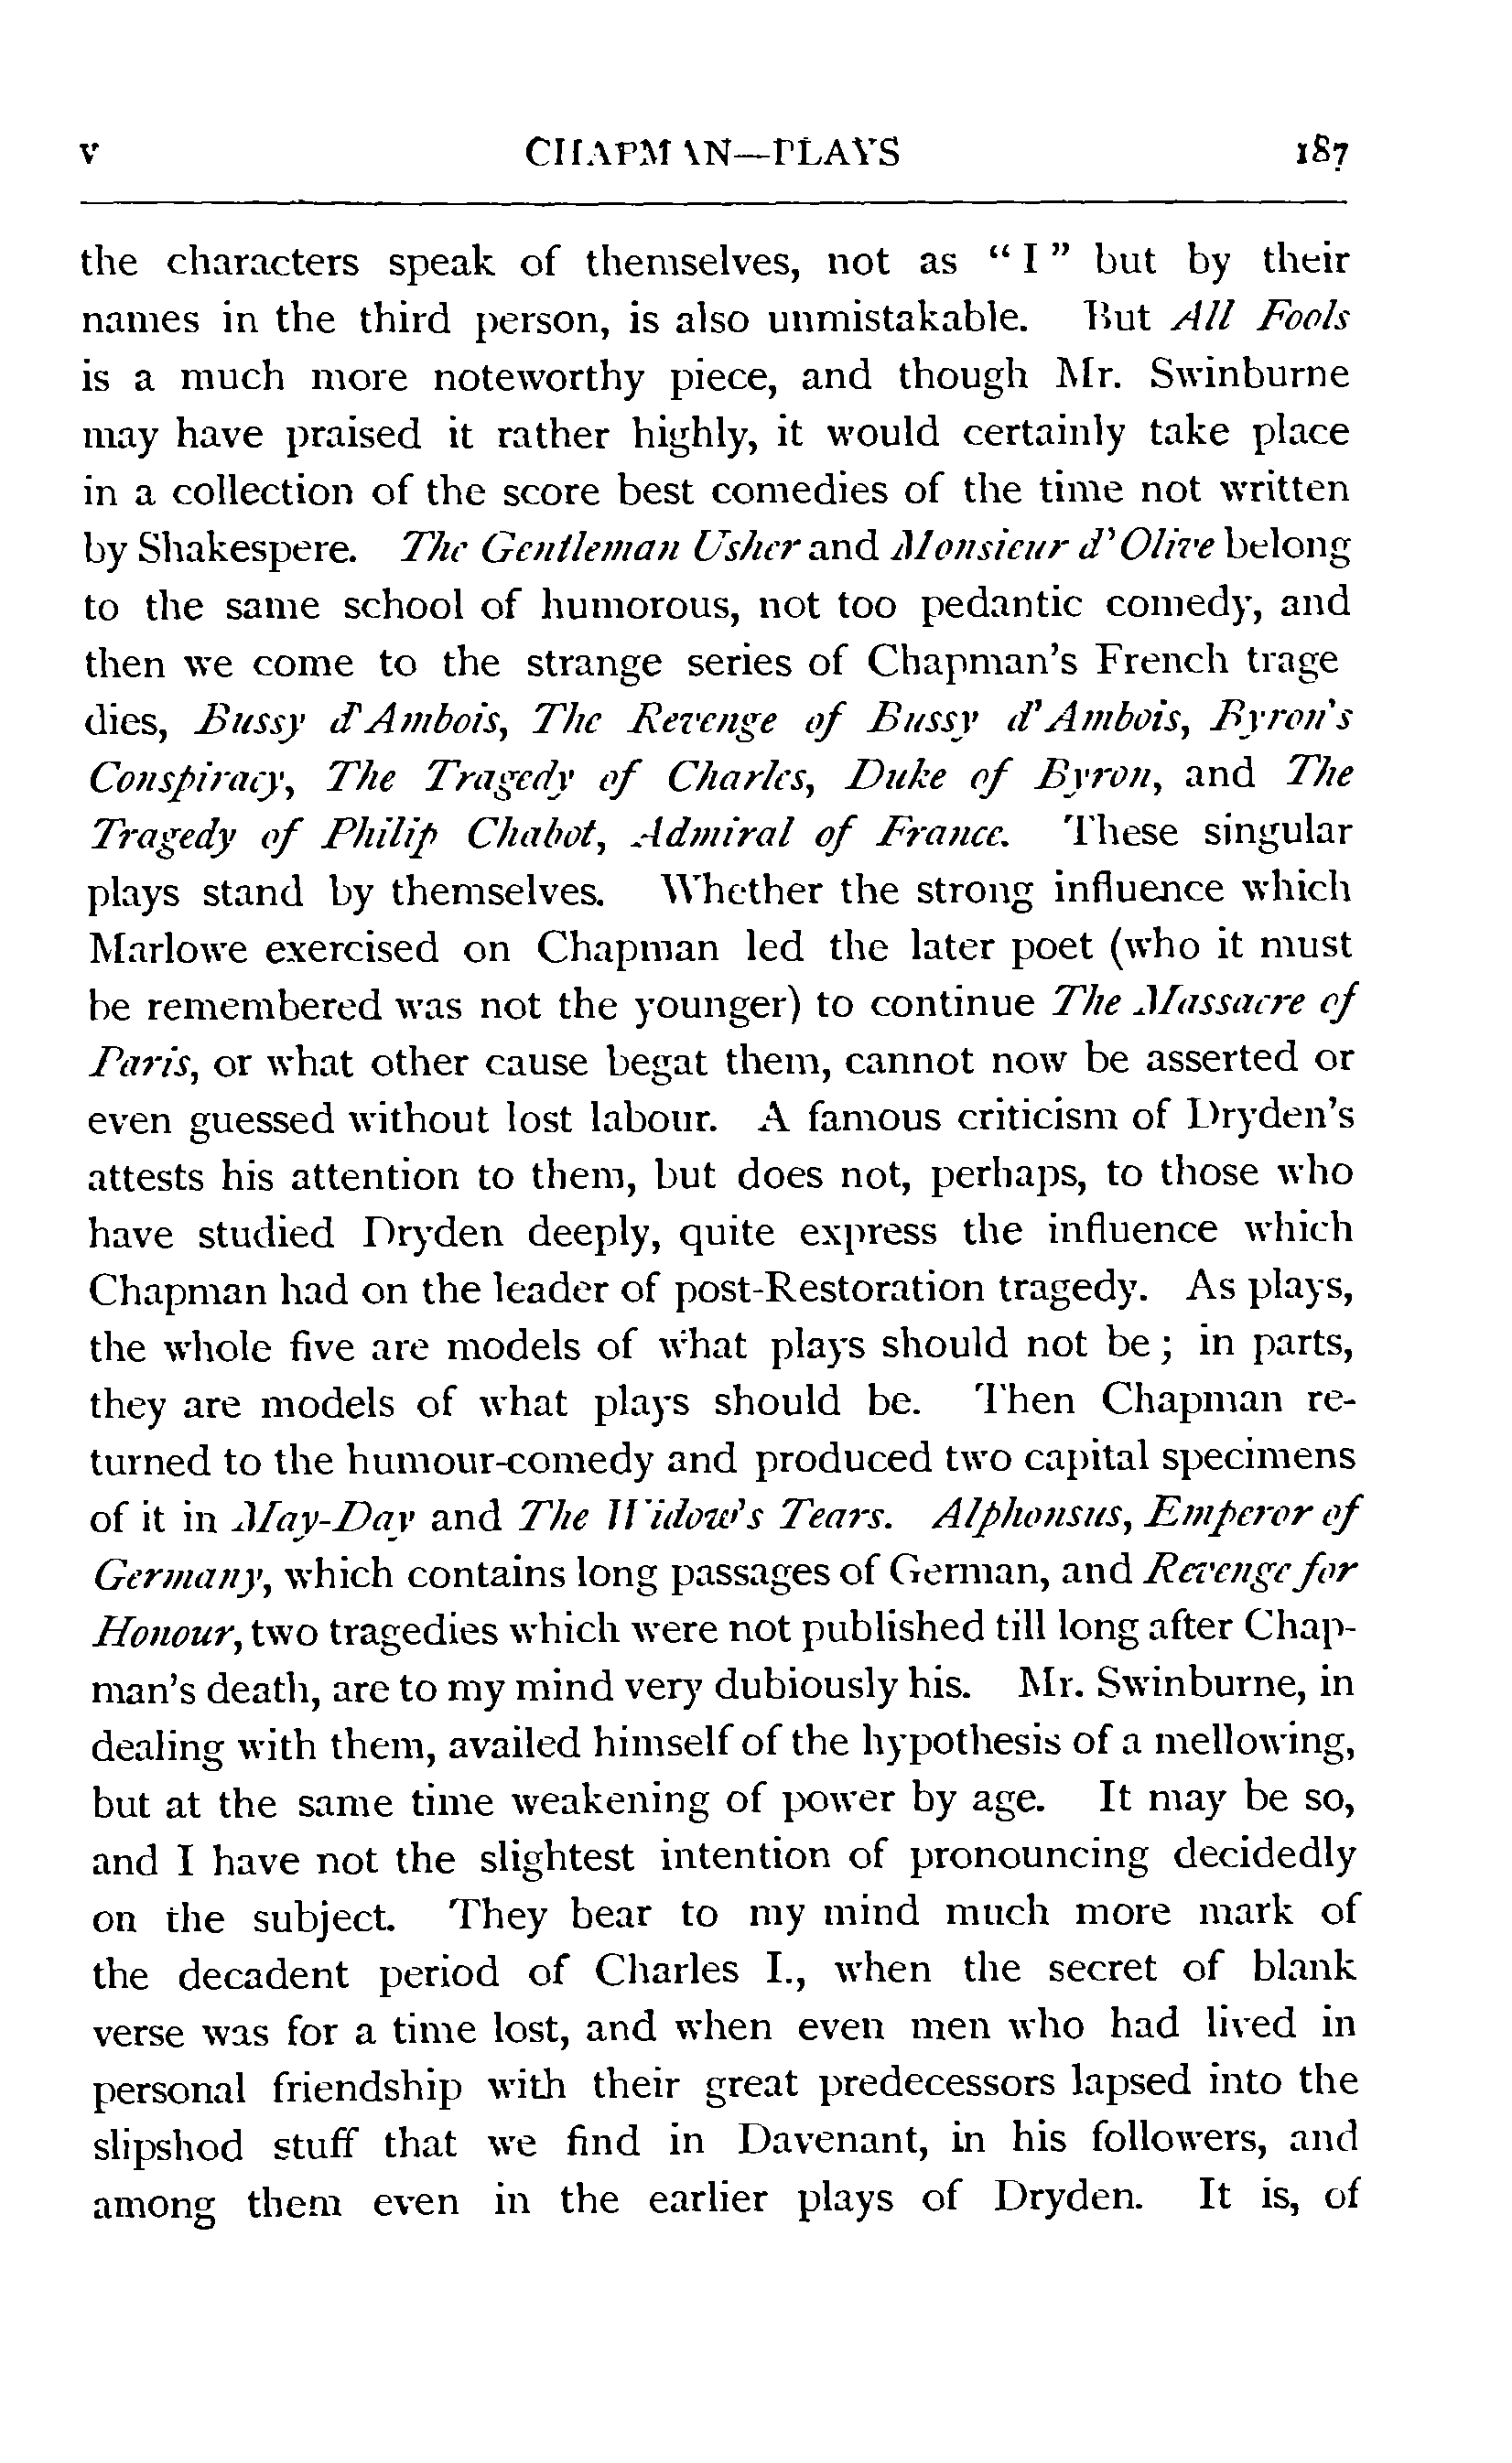 v CHAPMAN—PLAYS 187
the characters speak of themselves, not as “I” but by their
names in the third person, is also unmistakable. But All Fools
is a much more noteworthy piece, and though Mr. Swinburne
may have praised it rather highly, it would certainly take place
in a collection of the score best comedies of the time not written
by Shakespere. The Gentleman Usher and Monsieur d'Olive belong
to the same school of humorous, not too pedantic comedy, and
then we come to the strange series of Chapman's French trage
dies, Bussy d'Ambois, The Revenge of Bussy d'Ambois, Byron's
Conspiracy, The Tragedy of Charles, Duke of Byron, and The
Tragedy of Philip Chabot, Admiral of France. These singular
plays stand by themselves. Whether the strong influence which
Marlowe exercised on Chapman led the later poet (who it must
be remembered was not the younger) to continue The Massacre of
Paris, or what other cause begat them, cannot now be asserted or
even guessed without lost labour. A famous criticism of Dryden's
attests his attention to them, but does not, perhaps, to those who
have studied Dryden deeply, quite express the influence which
Chapman had on the leader of post-Restoration tragedy. As plays,
the whole five are models of what plays should not be; in parts,
they are models of what plays should be. Then Chapman re-
turned to the humour-comedy and produced two capital specimens
of it in May-Day and The Widow's Tears. Alphonsus, Emperor of
Germany, which contains long passages of German, and Revenge for
Honour, two tragedies which were not published till long after Chap-
man's death, are to my mind very dubiously his. Mr. Swinburne, in
dealing with them, availed himself of the hypothesis of a mellowing,
but at the same time weakening of power by age. It may be so,
and I have not the slightest intention of pronouncing decidedly
on the subject. They bear to my mind much more mark of
the decadent period of Charles I., when the secret of blank
verse was for a time lost, and when even men who had lived in
personal friendship with their great predecessors lapsed into the
slipshod stuff that we find in Davenant, in his followers, and
among them even in the earlier plays of Dryden. It is, of